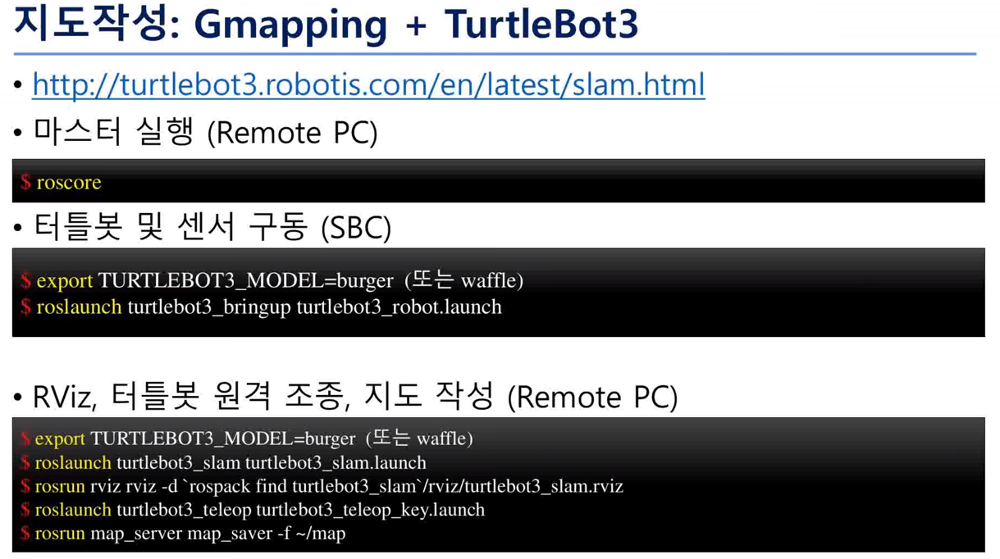 지도작성: Gmapping + TurtleBot3
• http://turtlebot3.robotis.com/en/latest/slam.html
• 마스터 실행 (Remote PC)
$ roscore
• 터틀봇 및 센서 구동 (SBC)
$ export TURTLEBOT3_MODEL=burger (또는 waffle)
$ roslaunch turtlebot3_bringup turtlebot3_robot.launch
• RViz, 터틀봇 원격 조종, 지도 작성 (Remote PC)
$ export TURTLEBOT3_MODEL=burger (또는 waffle)
$ roslaunch turtlebot3_slam turtlebot3_slam.launch
$ rosrun rviz rviz -d `rospack find turtlebot3_slam`/rviz/turtlebot3_slam.rviz
$ roslaunch turtlebot3_teleop turtlebot3_teleop_key.launch
$ rosrun map_server map_saver -f ~/map